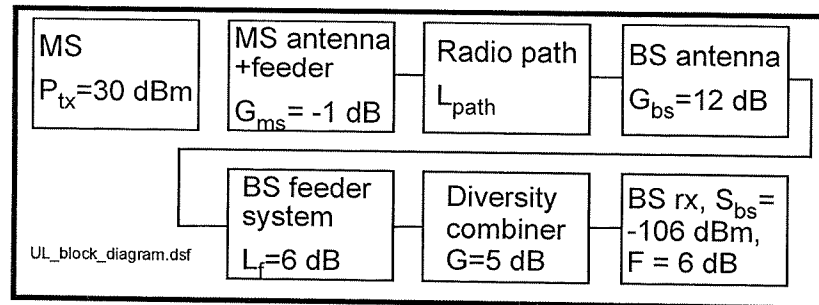 MS
P_tx=30 dBm
MS antenna
+feeder
G_ms= -1 dB
Radio path
L_path
BS antenna
G_bs=12 dB
BS feeder
system
L_f=6 dB
Diversity
combiner
G=5 dB
BS rx, S_bs=
-106 dBm,
F = 6 dB
UL_block_diagram.dsf